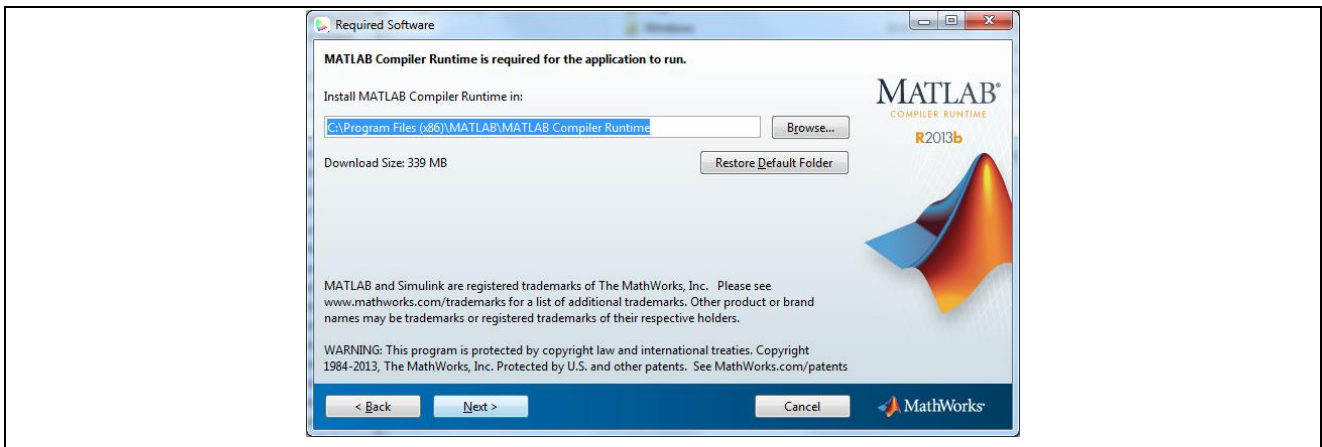 Required Software
MATLAB Compiler Runtime is required for the application to run.
Install MATLAB Compiler Runtime in:
C:\Program Files (x86)\MATLAB\MATLAB Compiler Runtime
Browse...
Download Size: 339 MB
Restore Default Folder
MATLAB®
COMPILER RUNTIME
R2013b
MATLAB and Simulink are registered trademarks of The MathWorks, Inc. Please see
www.mathworks.com/trademarks for a list of additional trademarks. Other product or brand
names may be trademarks or registered trademarks of their respective holders.
WARNING: This program is protected by copyright law and international treaties. Copyright
1984-2013, The MathWorks, Inc. Protected by U.S. and other patents. See MathWorks.com/patents
< Back
Next >
Cancel
MathWorks®